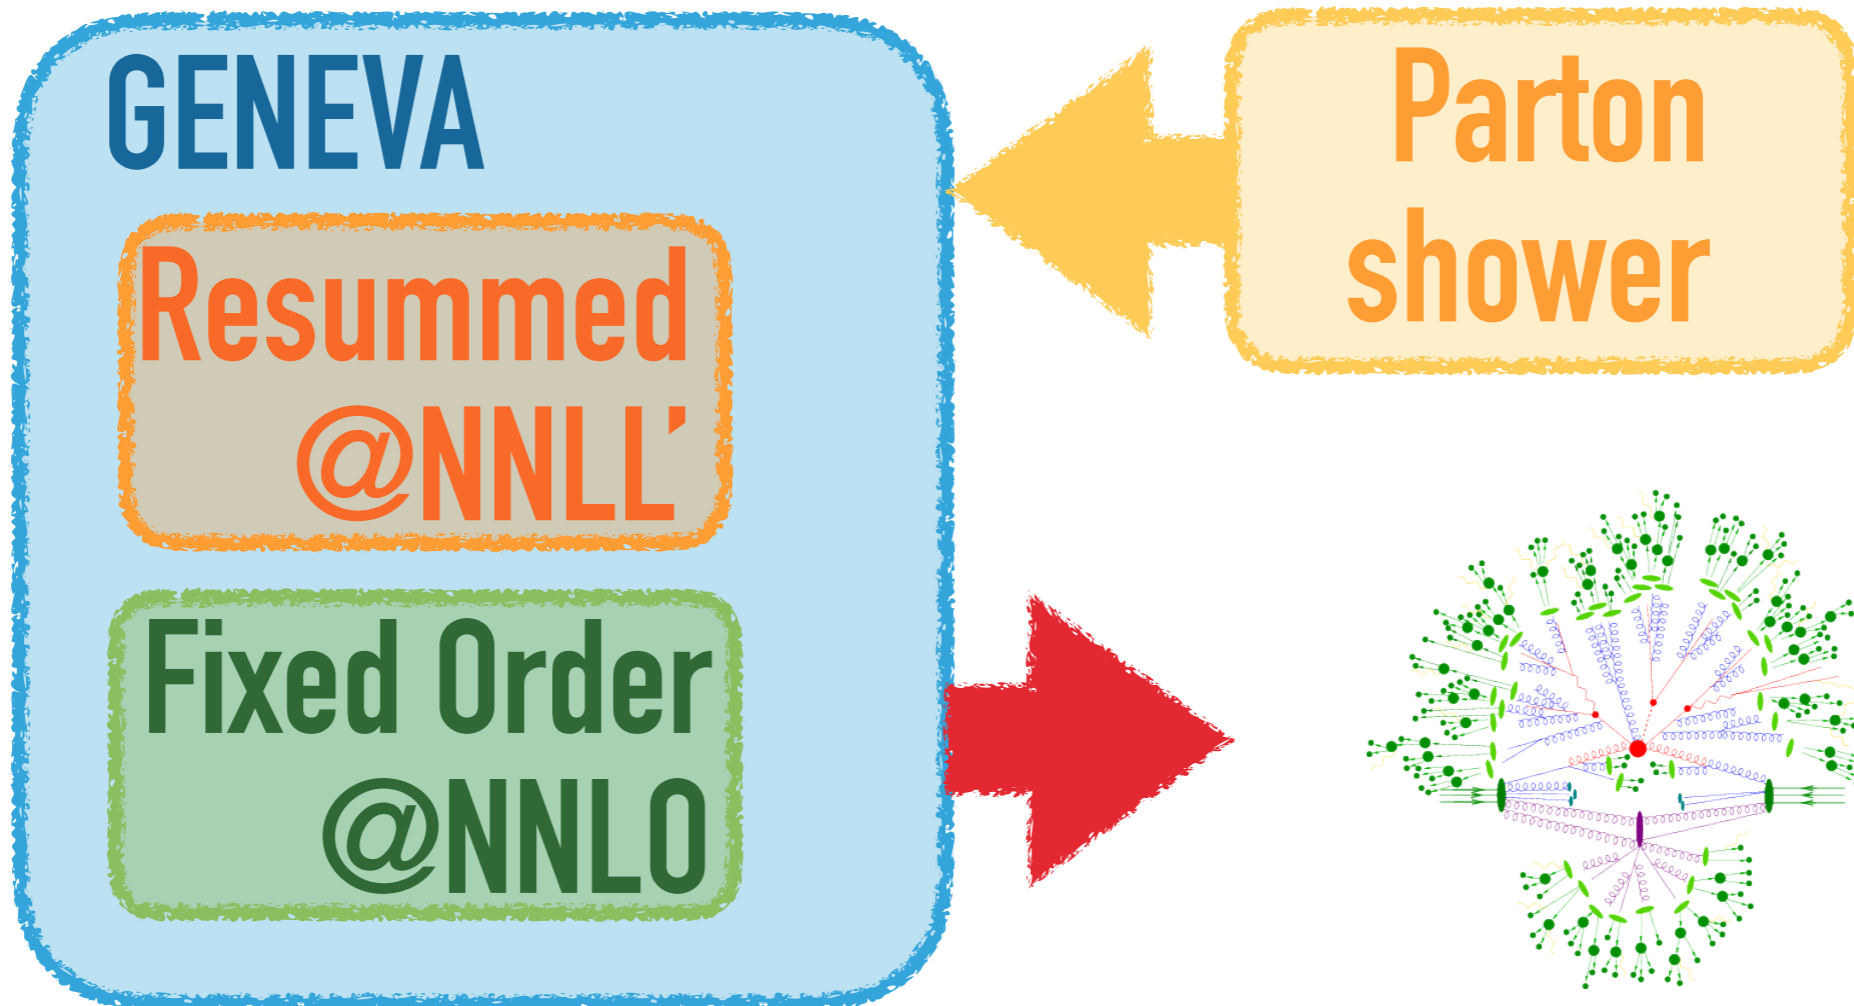 GENEVA
Resummed
@NNLL'
Fixed Order
@NNLO
Parton
shower